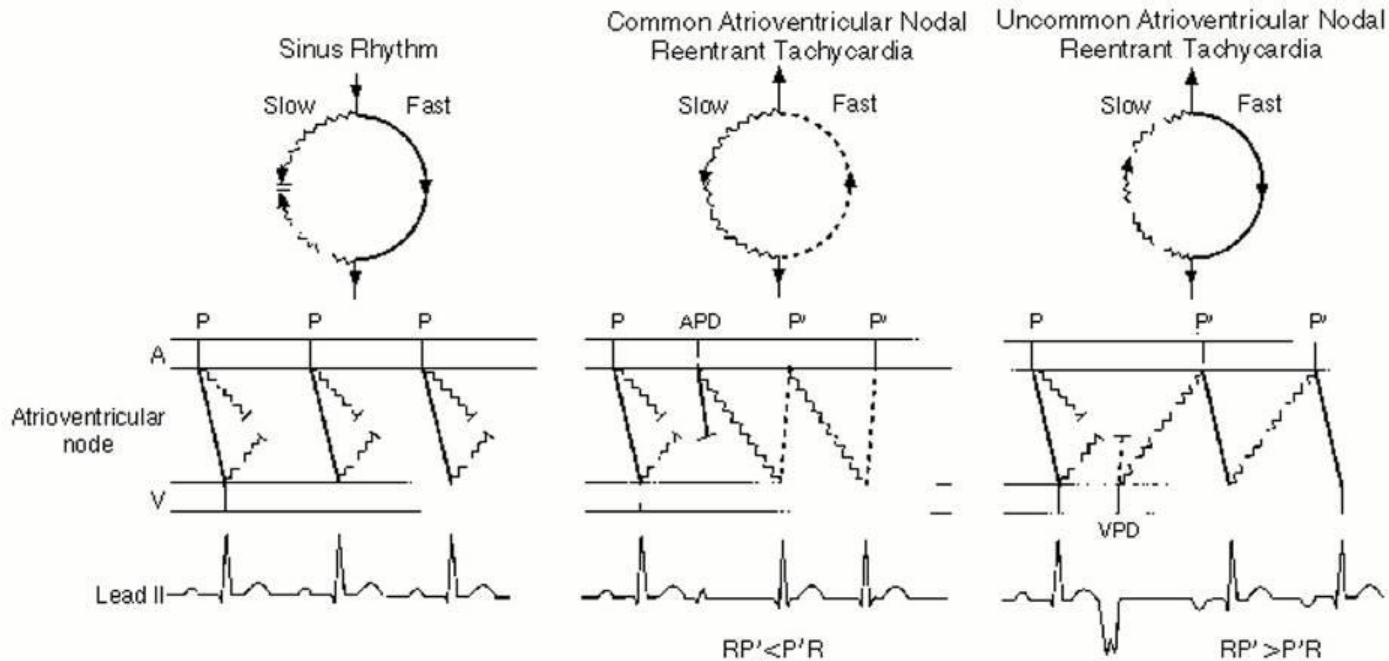 Sinus Rhythm
Slow Fast
Common Atrioventricular Nodal
Reentrant Tachycardia
Slow Fast
Uncommon Atrioventricular Nodal
Reentrant Tachycardia
Slow Fast
P P P
P APD P' P'
P P' P'
A
Atrioventricular
node
V
VPD
Lead II
RP'<P'R
RP'>P'R